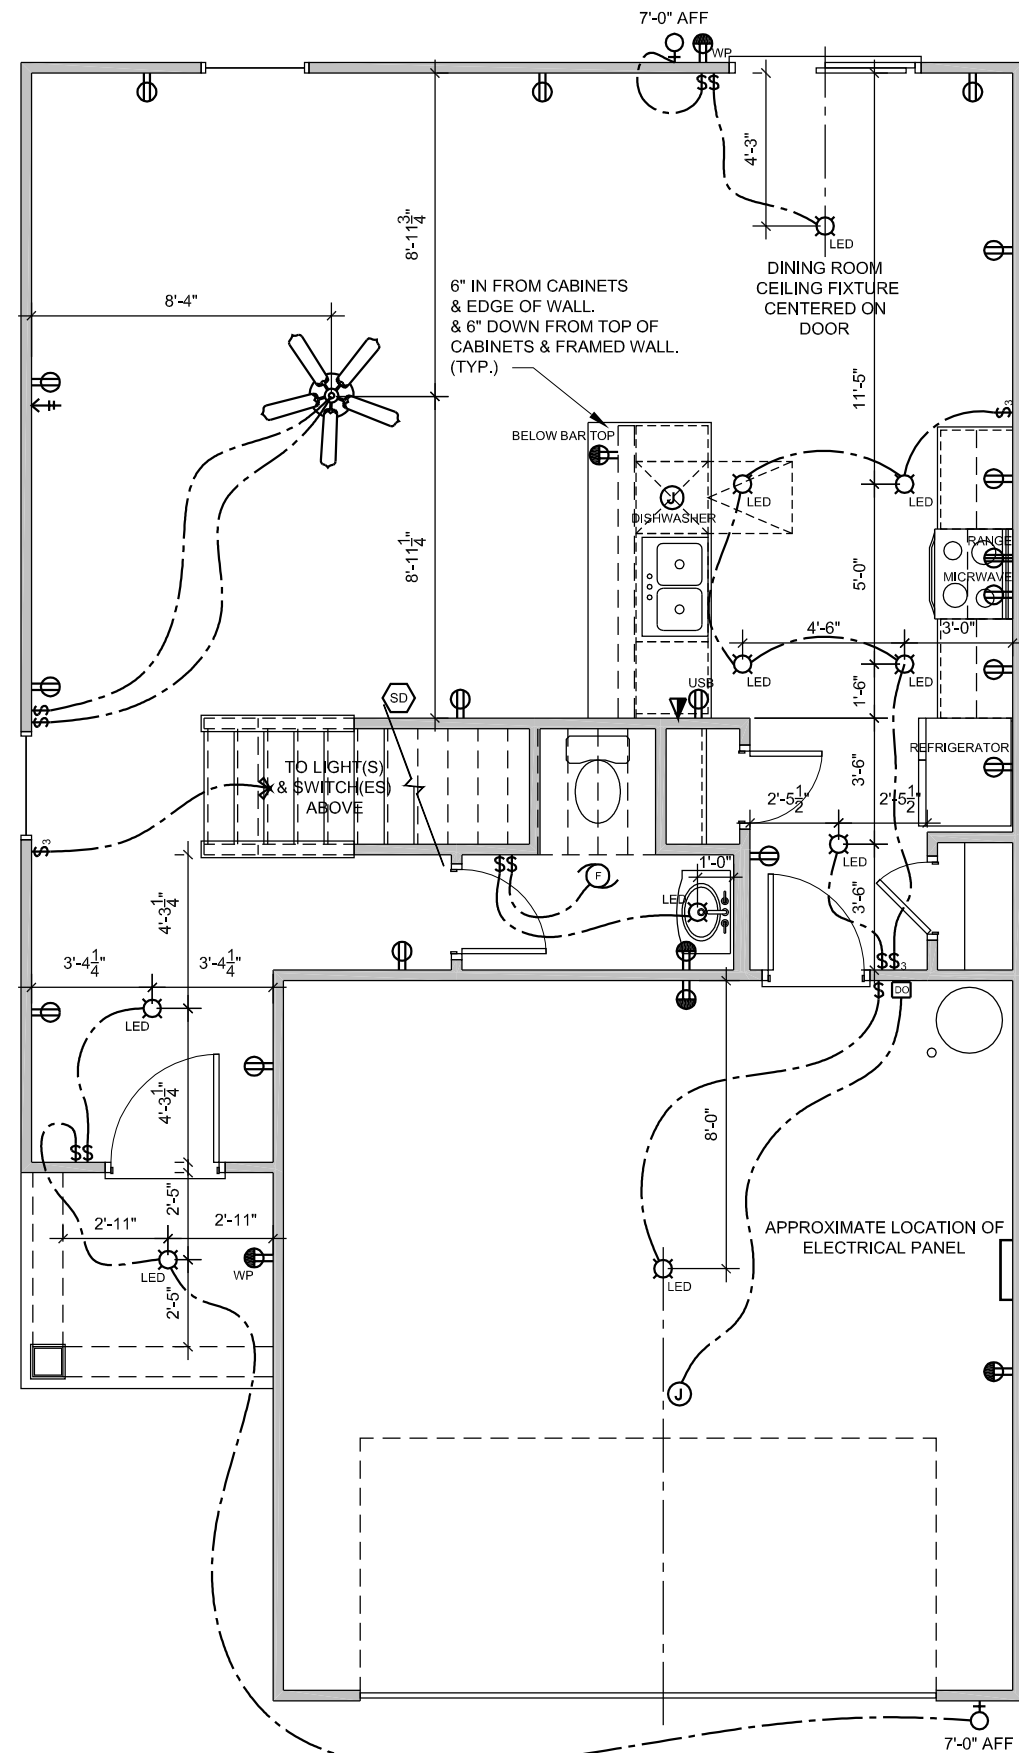 7'-0" AFF
WP
$$
4'-3"
8'-11 3/4"
LED
DINING ROOM
CEILING FIXTURE
CENTERED ON
DOOR
6" IN FROM CABINETS
& EDGE OF WALL.
& 6" DOWN FROM TOP OF
CABINETS & FRAMED WALL.
(TYP.)
8'-4"
11'-5"
$3
BELOW BAR TOP
J
DISHWASHER
LED
LED
RANGE
MICRWAVE
8'-11 1/4"
5'-0"
4'-6"
3'-0"
LED
LED
1'-6"
USB
SD
$$
TO LIGHT(S)
& SWITCH(ES)
ABOVE
REFRIGERATOR
3'-6"
2'-5 1/2"
2'-5 1/2"
$3
LED
$$
1'-0"
F
LED
3'-6"
4'-3 1/4"
3'-4 1/4"
3'-4 1/4"
$$3
$
DO
LED
4'-3 1/4"
8'-0"
$$
2'-5"
2'-11"
2'-11"
APPROXIMATE LOCATION OF
ELECTRICAL PANEL
LED
WP
LED
2'-5"
J
7'-0" AFF